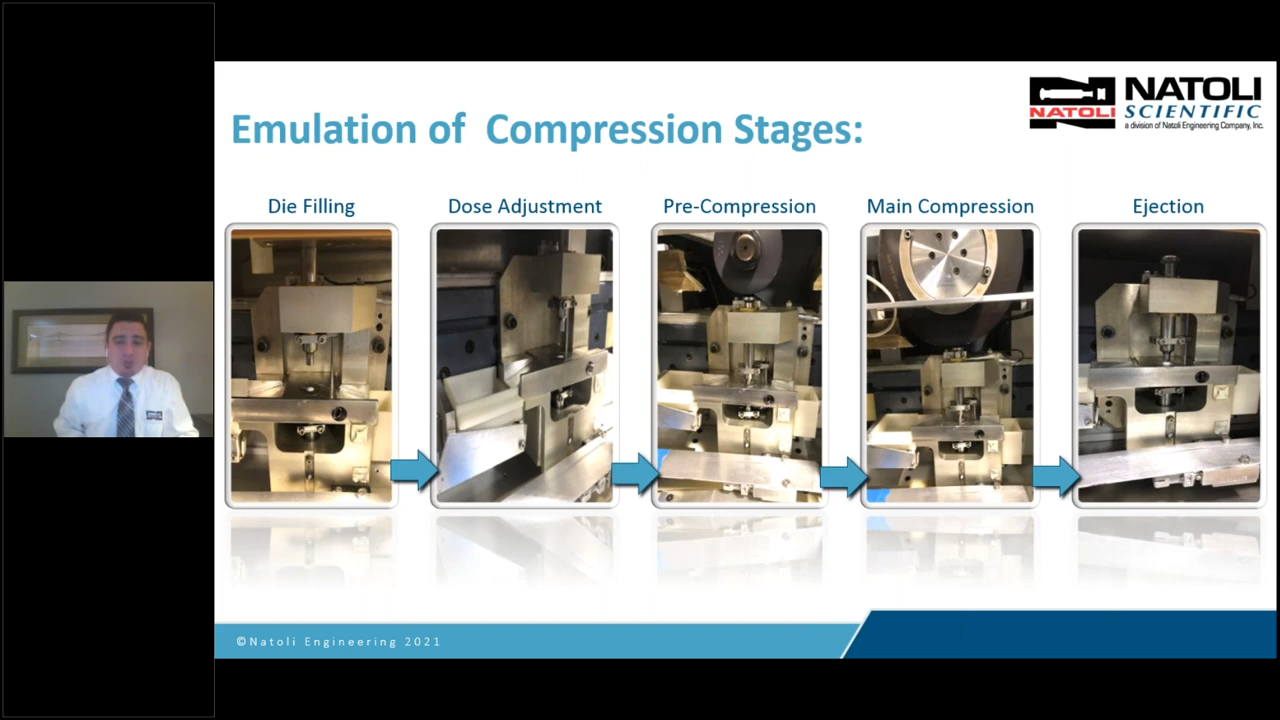 Emulation of Compression Stages:
NATOLI
NATOLI
SCIENTIFIC
a division of Natoli Engineering Company, Inc.
Die Filling
Dose Adjustment
Pre-Compression
Main Compression
Ejection
©Natoli Engineering 2021